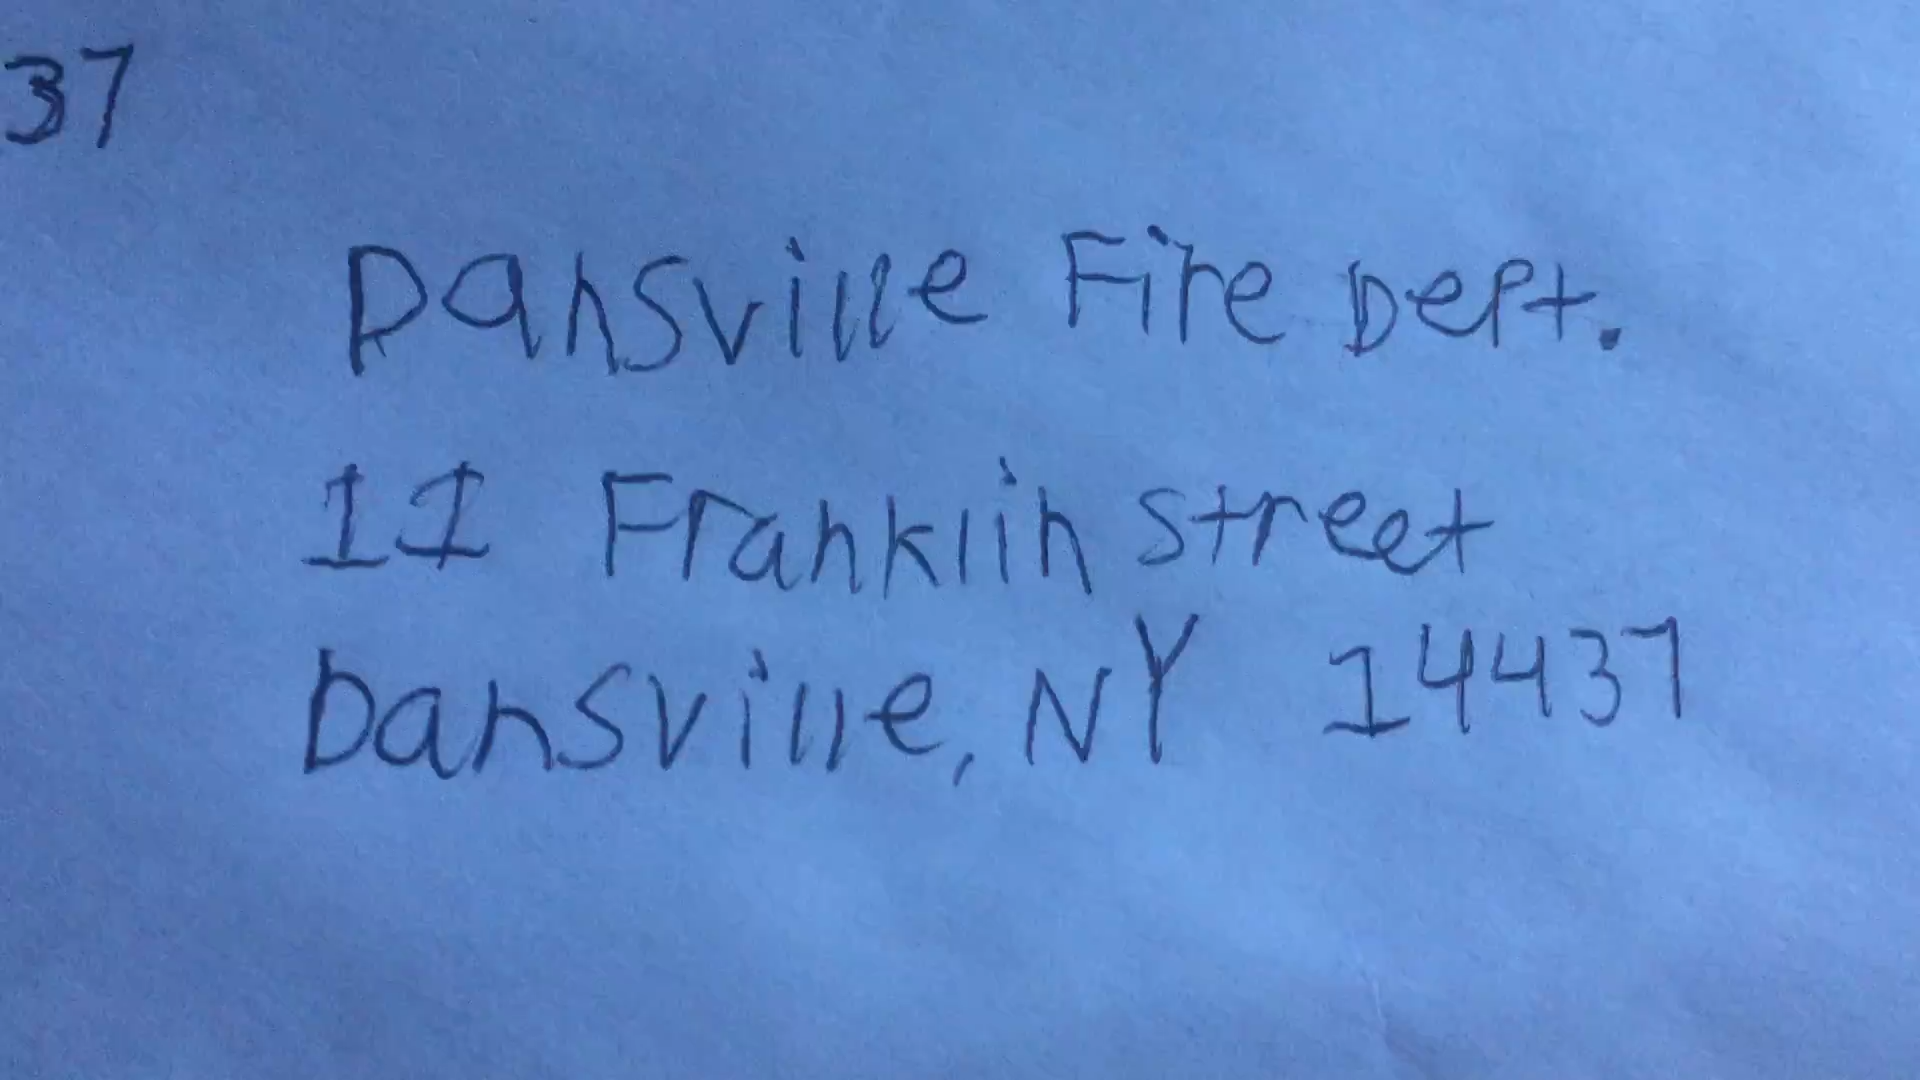 37
Dansville Fire Dept.
11 Franklin Street
Dansville, NY 14437